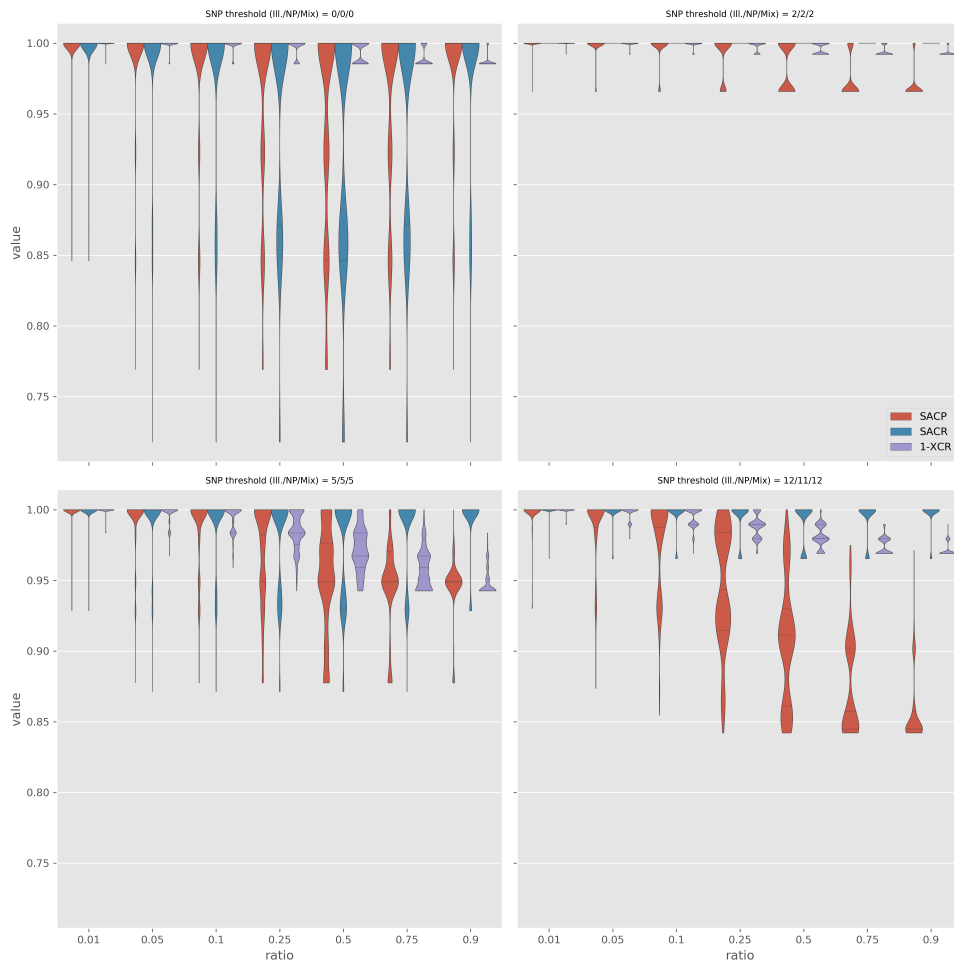 SNP threshold (Ill./NP/Mix) = 0/0/0
SNP threshold (Ill./NP/Mix) = 2/2/2
1.00
0.95
0.90
0.85
0.80
0.75
value
SACP
SACR
1-XCR
SNP threshold (Ill./NP/Mix) = 5/5/5
SNP threshold (Ill./NP/Mix) = 12/11/12
1.00
0.95
0.90
0.85
0.80
0.75
value
0.01 0.05 0.1 0.25 0.5 0.75 0.9
ratio
0.01 0.05 0.1 0.25 0.5 0.75 0.9
ratio